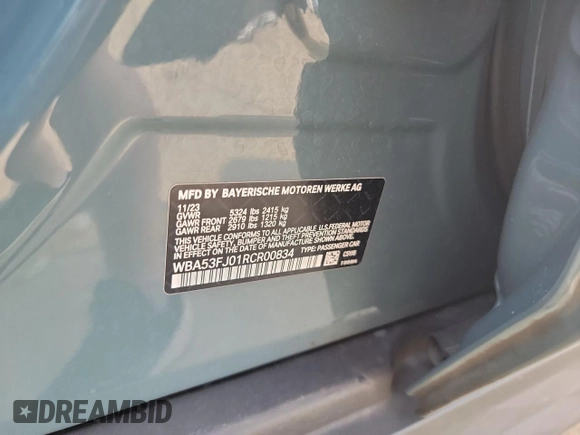 MFD BY BAYERISCHE MOTOREN WERKE AG
11/23
GVWR 5324 lbs 2415 kg
GAWR FRONT 2679 lbs 1215 kg
GAWR REAR 2910 lbs 1320 kg
THIS VEHICLE CONFORMS TO ALL APPLICABLE U.S. FEDERAL MOTOR
VEHICLE SAFETY, BUMPER, AND THEFT PREVENTION STANDARDS IN
EFFECT ON THE DATE OF MANUFACTURE SHOWN ABOVE.
WBA53FJ01RCR00834 TYPE: PASSENGER CAR
DREAMBID